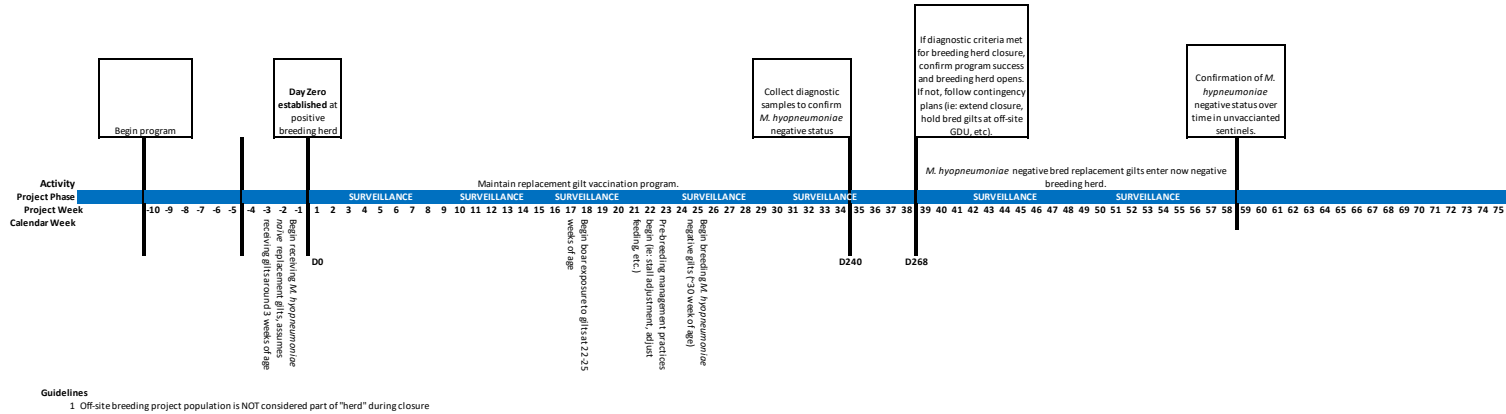 Begin program
Day Zero
established at
positive
breeding herd
Collect diagnostic
samples to confirm
M. hyopneumoniae
negative status
If diagnostic criteria met
for breeding herd closure,
confirm program success
and breeding herd opens.
If not, follow contingency
plans (ie: extend closure,
hold bred gilts at off-site
GDU, etc).
Confirmation of M.
hypneumoniae
negative status over
time in unvaccianted
sentinels.
Activity
Maintain replacement gilt vaccination program.
M. hyopneumoniae negative bred replacement gilts enter now negative
breeding herd.
Project Phase
SURVEILLANCE SURVEILLANCE SURVEILLANCE SURVEILLANCE SURVEILLANCE SURVEILLANCE SURVEILLANCE
Project Week -10 -9 -8 -7 -6 -5 -4 -3 -2 -1 1 2 3 4 5 6 7 8 9 10 11 12 13 14 15 16 17 18 19 20 21 22 23 24 25 26 27 28 29 30 31 32 33 34 35 36 37 38 39 40 41 42 43 44 45 46 47 48 49 50 51 52 53 54 55 56 57 58 59 60 61 62 63 64 65 66 67 68 69 70 71 72 73 74 75
Calendar Week
Begin receiving M. hyopneumoniae
naïve replacement gilts, assumes
receiving gilts around 3 weeks of age
D0
Begin boar exposure to gilts at 22-25
weeks of age
Pre-breeding management practices
begin (ie: stall adjustment, adjust
feeding, etc.)
Begin breeding M. hyopneumoniae
negative gilts (~30 week of age)
D240
D268
Guidelines
1 Off-site breeding project population is NOT considered part of "herd" during closure